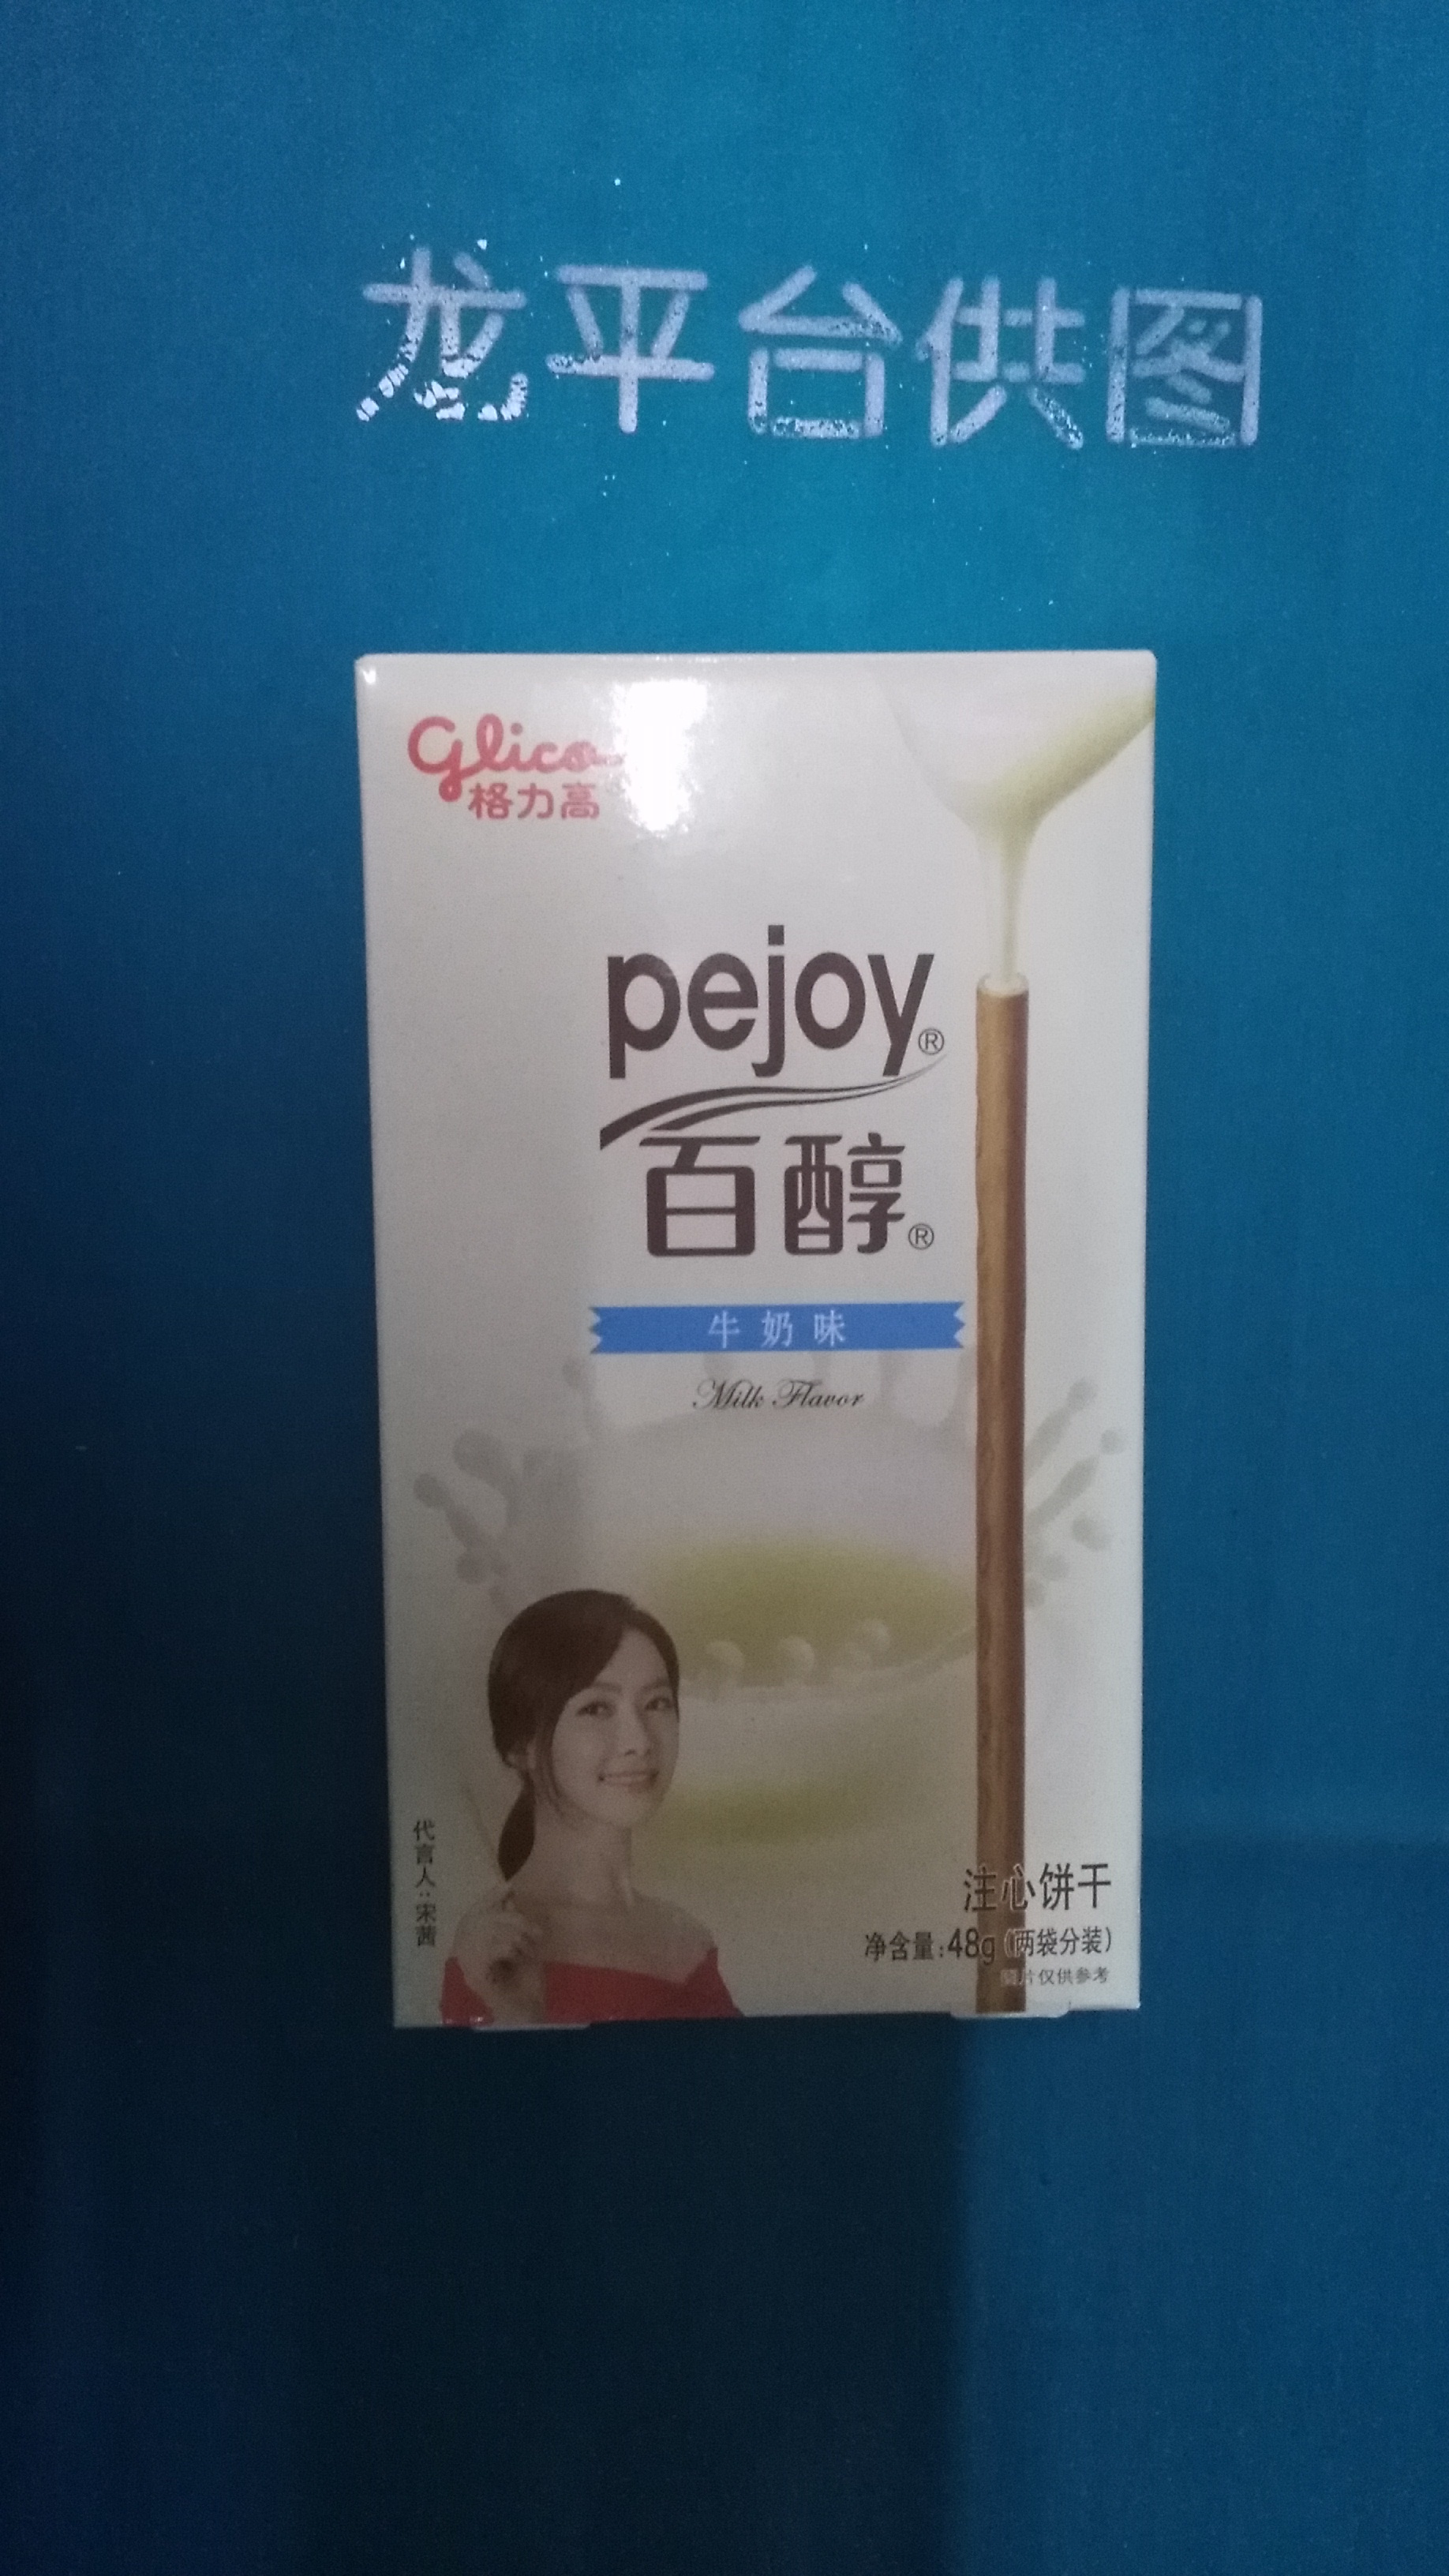 龙平台供图
Glico
格力高
pejoy®
百醇®
牛奶味
Milk Flavor
代言人:宋茜
注心饼干
净含量:48g(两袋分装)
图片仅供参考